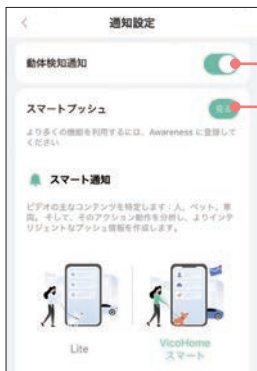 通知設定
動体検知通知
スマートプッシュ
見る
より多くの機能を利用するには、Awareness に登録して
ください
スマート通知
ビデオの主なコンテンツを特定します：人、ペット、車
両。 そして、そのアクション動作を分析し、よりインテ
リジェントなプッシュ情報を作成します。
Lite
VicoHome
スマート